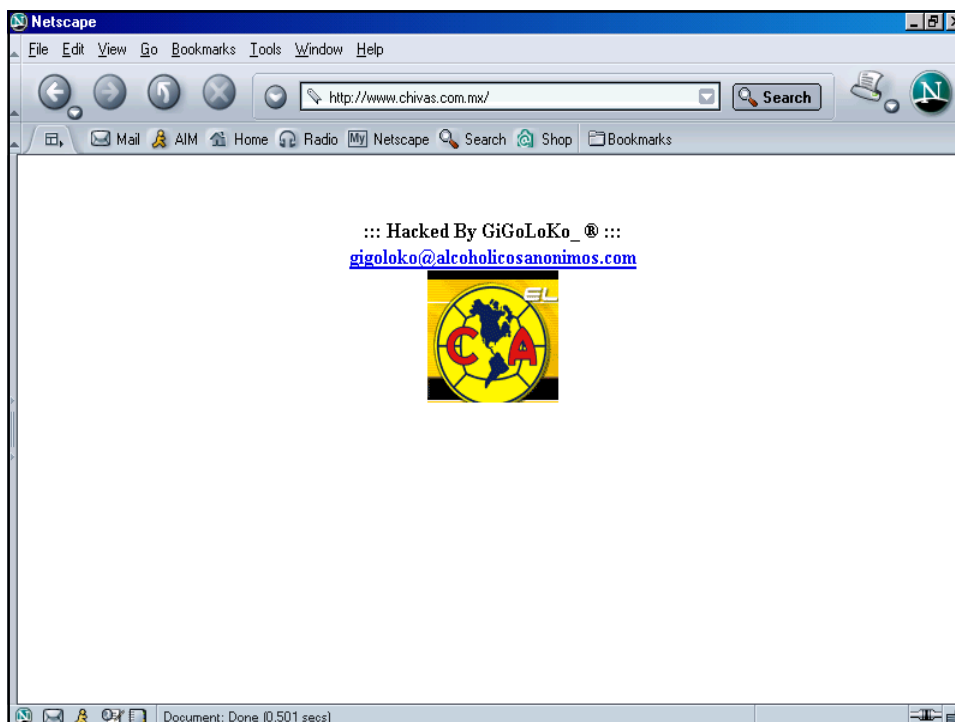 Netscape
File Edit View Go Bookmarks Tools Window Help
http://www.chivas.com.mx/ Search N
Mail AIM Home Radio My Netscape Search Shop Bookmarks
::: Hacked By GiGoLoKo_ ® :::
gigoloko@alcoholicosanonimos.com
EL
C A
Document: Done (0.501 secs)